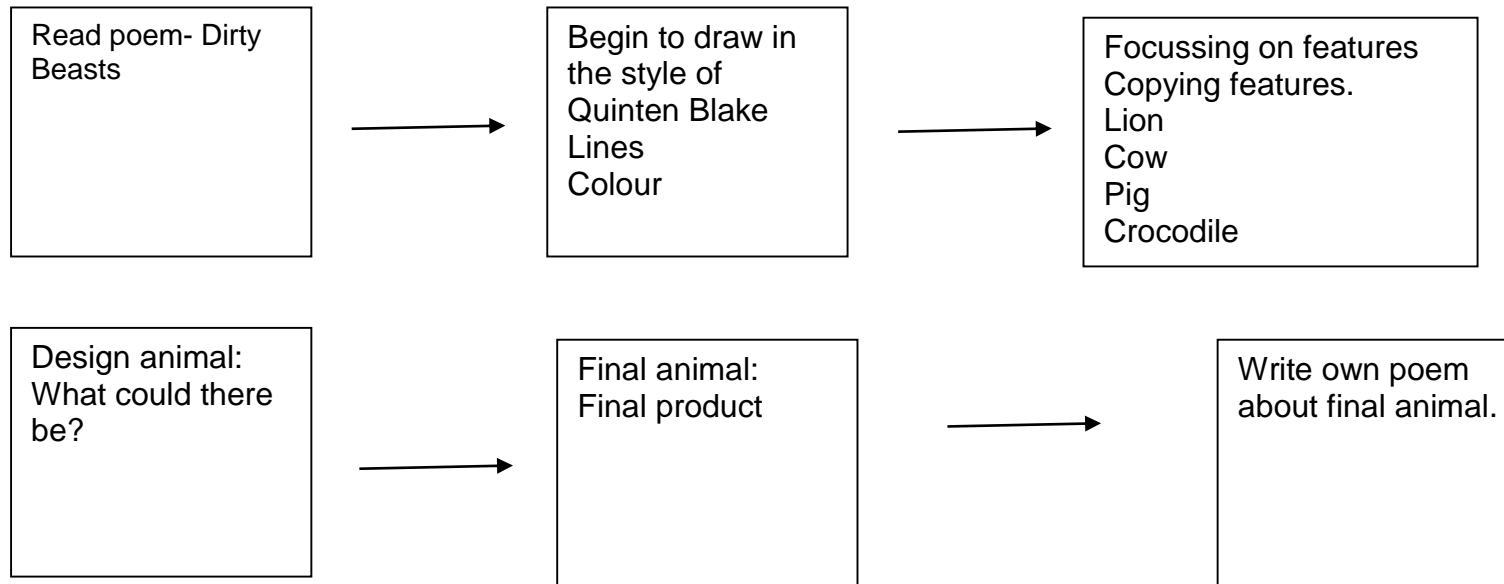 Read poem- Dirty
Beasts
Begin to draw in
the style of
Quinten Blake
Lines
Colour
Focussing on features
Copying features.
Lion
Cow
Pig
Crocodile
Design animal:
What could there
be?
Final animal:
Final product
Write own poem
about final animal.